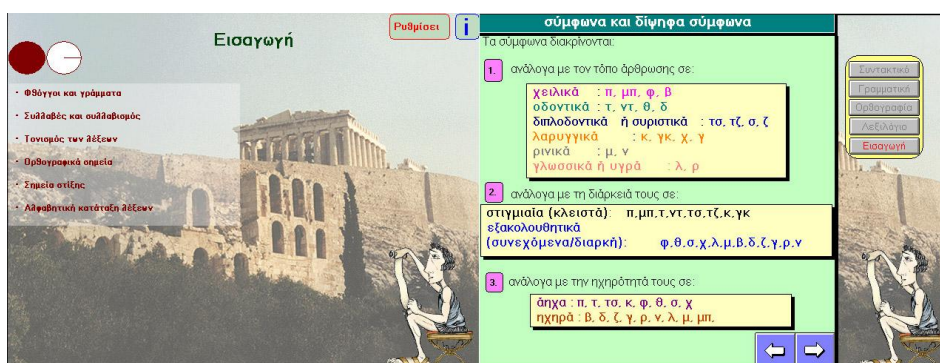 Εισαγωγή
Ρυθμίσει
i
• Φθόγγοι και γράμματα
• Συλλαβές και συλλαβισμός
• Τονισμός των λέξεων
• Ορθογραφικά σημεία
• Σημεία στίξης
• Αλφαβητική κατάταξη λέξεων
σύμφωνα και δίψηφα σύμφωνα
Τα σύμφωνα διακρίνονται:
1. ανάλογα με τον τόπο άρθρωσης σε:
χειλικά : π, μπ, φ, β
οδοντικά : τ, ντ, θ, δ
διπλοδοντικά ή συριστικά : τσ, τζ, σ, ζ
λαρυγγικά : κ, γκ, χ, γ
ρινικά : μ, ν
γλωσσικά ή υγρά : λ, ρ
2. ανάλογα με τη διάρκειά τους σε:
στιγμιαία (κλειστά): π,μπ,τ,ντ,τσ,τζ,κ,γκ
εξακολουθητικά
(συνεχόμενα/διαρκή): φ,θ,σ,χ,λ,μ,β,δ,ζ,γ,ρ,ν
3. ανάλογα με την ηχηρότητά τους σε:
άηχα : π, τ, τσ, κ, φ, θ, σ, χ
ηχηρά : β, δ, ζ, γ, ρ, ν, λ, μ, μπ,
Συντακτικό
Γραμματική
Ορθογραφία
Λεξιλόγιο
Εισαγωγή